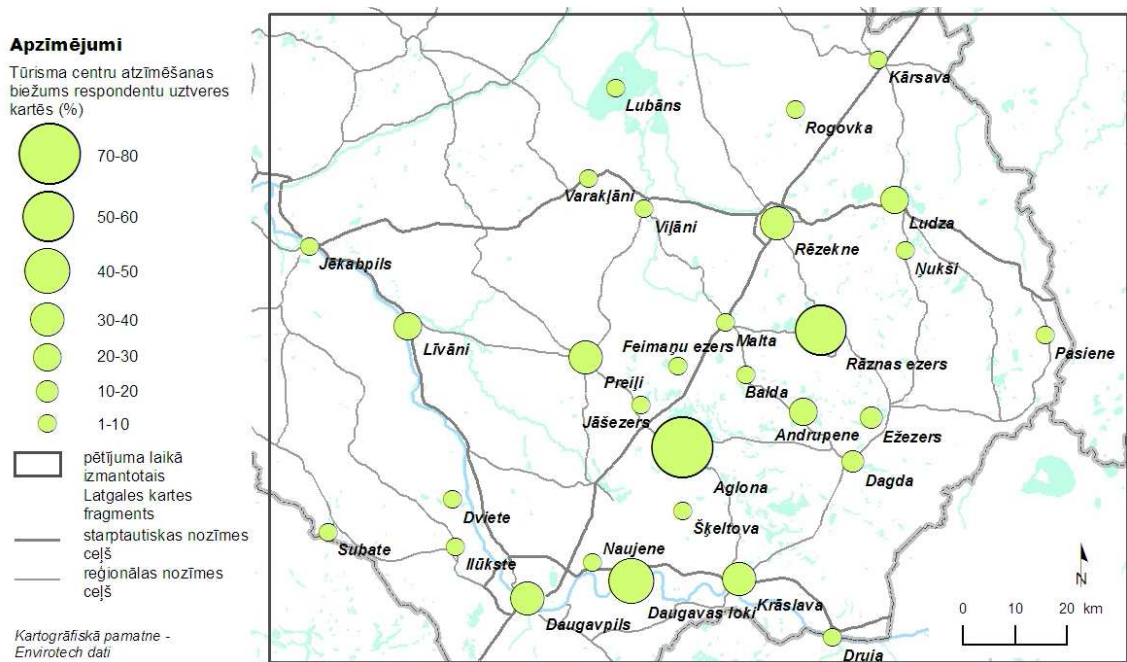 Apzīmējumi
Tūrisma centru atzīmēšanas
biežums respondentu uztveres
kartēs (%)
70-80
50-60
40-50
30-40
20-30
10-20
1-10
pētījuma laikā
izmantotais
Latgales kartes
fragments
starptautiskas nozīmes
ceļš
reģionālas nozīmes
ceļš
Kartogrāfiskā pamatne -
Envirotech dati
Kārsava
Lubāns
Rogovka
Varakļāni
Viļāni
Ludza
Rēzekne
Jēkabpils
Ņukši
Līvāni
Malta
Pasiene
Feimaņu ezers
Rāznas ezers
Preiļi
Balda
Jāšezers
Andrupene
Ežezers
Aglona
Dagda
Dviete
Šķeltova
Subate
Ilūkste
Naujene
Daugavpils
Daugavas loki
Krāslava
Druja
N
0 10 20 km